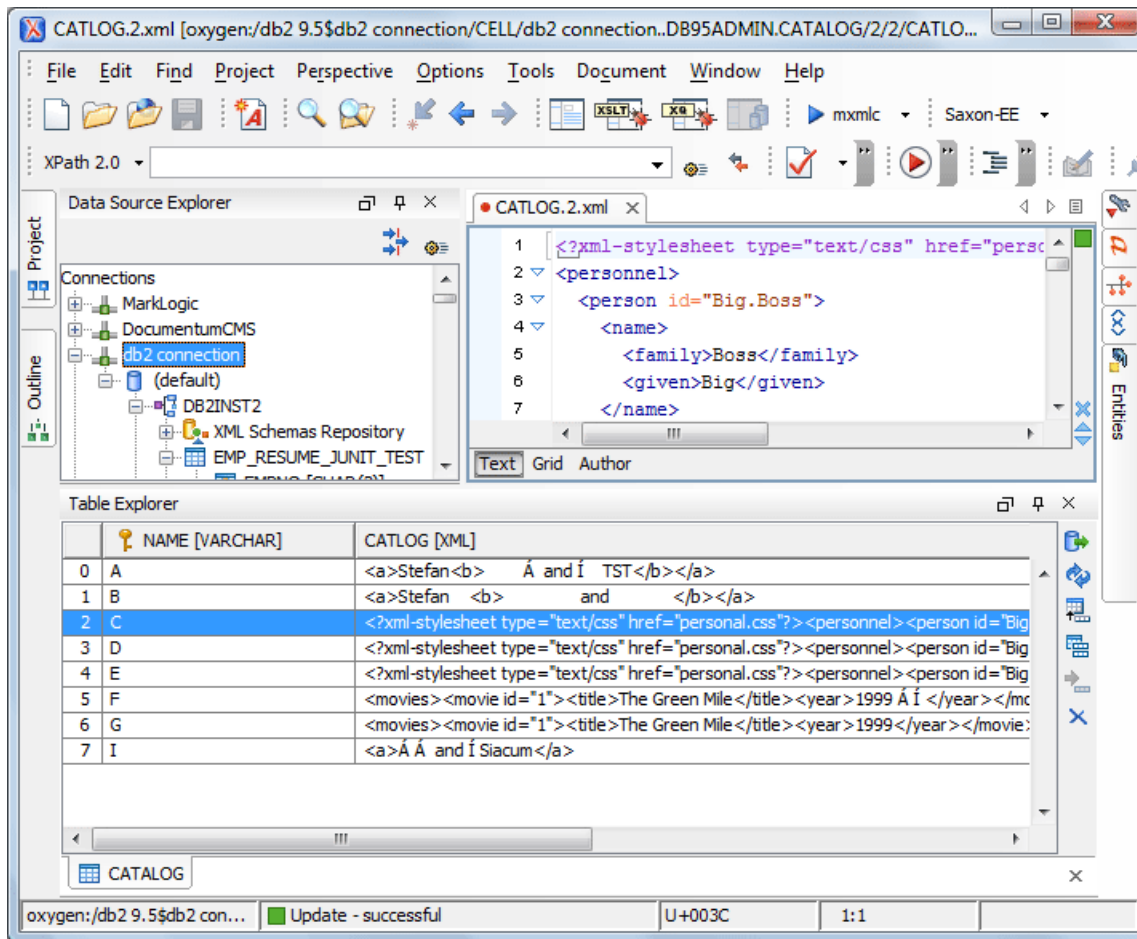 CATLOG.2.xml [oxygen:/db2 9.5$db2 connection/CELL/db2 connection..DB95ADMIN.CATALOG/2/2/CATLO...
File Edit Find Project Perspective Options Tools Document Window Help
XSLT XQ mxmlc Saxon-EE
XPath 2.0
Project
Outline
Data Source Explorer
Connections
MarkLogic
DocumentumCMS
db2 connection
(default)
DB2INST2
XML Schemas Repository
EMP_RESUME_JUNIT_TEST
CATLOG.2.xml
1 <?xml-stylesheet type="text/css" href="perso
2 <personnel>
3 <person id="Big.Boss">
4 <name>
5 <family>Boss</family>
6 <given>Big</given>
7 </name>
Text Grid Author
Entities
Table Explorer
NAME [VARCHAR] CATLOG [XML]
0 A <a>Stefan<b> Á and Í TST</b></a>
1 B <a>Stefan <b> and </b></a>
2 C <?xml-stylesheet type="text/css" href="personal.css"?><personnel><person id="Big
3 D <?xml-stylesheet type="text/css" href="personal.css"?><personnel><person id="Big
4 E <?xml-stylesheet type="text/css" href="personal.css"?><personnel><person id="Big
5 F <movies><movie id="1"><title>The Green Mile</title><year>1999 Á Í </year></mo
6 G <movies><movie id="1"><title>The Green Mile</title><year>1999</year></movie>
7 I <a>Á Á and Í Siacum</a>
CATALOG
oxygen:/db2 9.5$db2 con... Update - successful U+003C 1:1